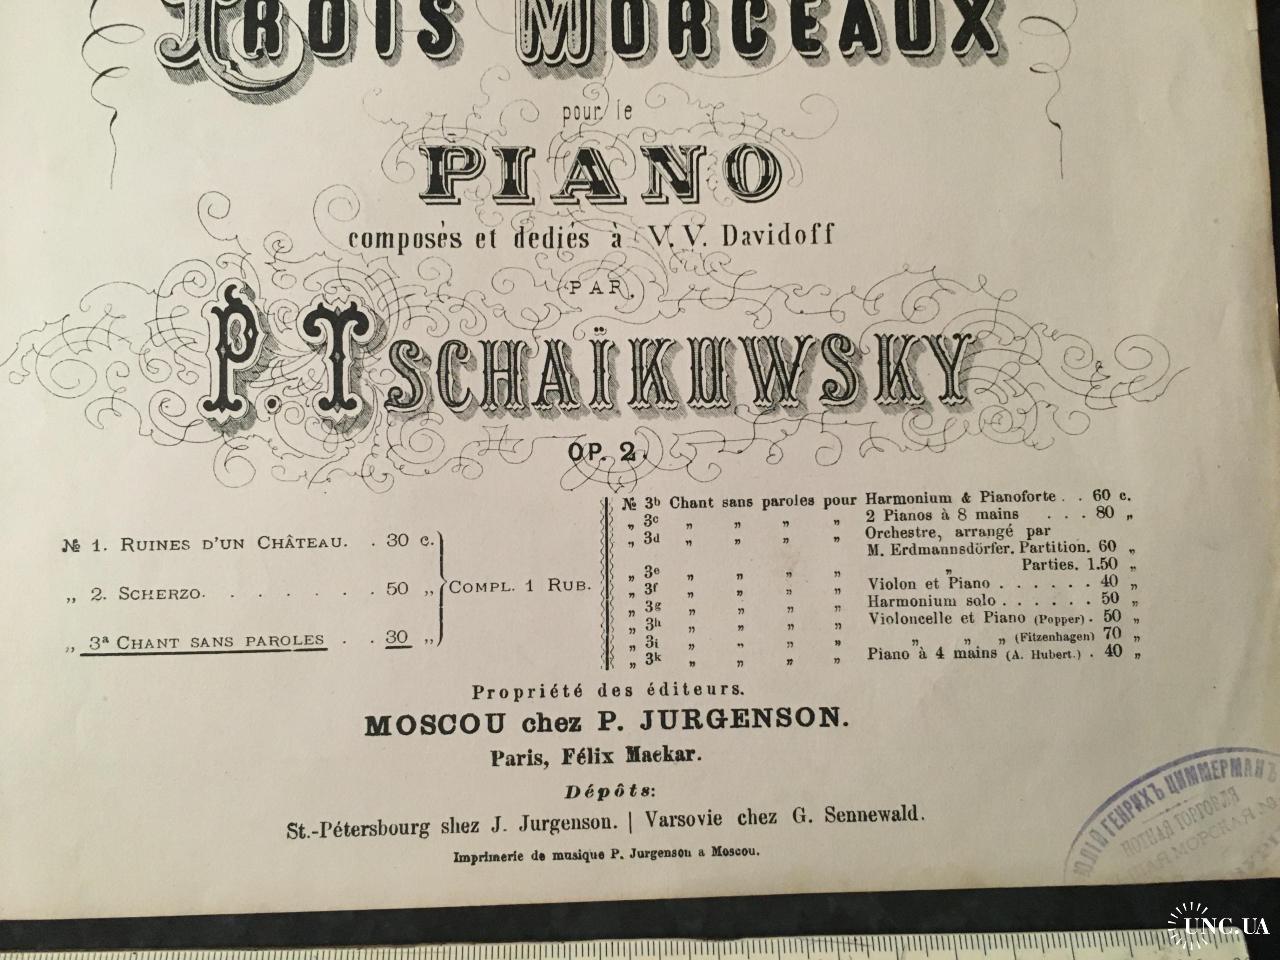 TROIS MORCEAUX
pour le
PIANO
composés et dediés à V. V. Davidoff
PAR.
P. TSCHAÏKOWSKY
OP. 2.
№ 1. RUINES D'UN CHÂTEAU. . 30 c.
„ 2. SCHERZO. . . . . . . . 50 „
„ 3ª CHANT SANS PAROLES . . 30 „
COMPL. 1 RUB.
№ 3b Chant sans paroles pour Harmonium & Pianoforte . . 60 c.
„ 3c „ „ „ „ 2 Pianos à 8 mains . . . 80 „
„ 3d „ „ „ „ Orchestre, arrangé par
M. Erdmannsdörfer. Partition. 60 „
„ 3e „ „ „ „ „ Parties. 1.50 „
„ 3f „ „ „ „ Violon et Piano . . . . . . 40 „
„ 3g „ „ „ „ Harmonium solo . . . . . . 50 „
„ 3h „ „ „ „ Violoncelle et Piano (Popper) . 50 „
„ 3i „ „ „ „ „ „ „ (Fitzenhagen) 70 „
„ 3k „ „ „ „ Piano à 4 mains (A. Hubert.) . 40 „
Propriété des éditeurs.
MOSCOU chez P. JURGENSON.
Paris, Félix Mackar.
Dépôts:
St.-Pétersbourg shez J. Jurgenson. | Varsovie chez G. Sennewald.
Imprimerie de musique P. Jurgenson a Moscou.
ЮЛІЙ ГЕНРИХЪ ЦИММЕРМАНЪ
НОТНАЯ ТОРГОВЛЯ
МОРСКАЯ
UNC.UA